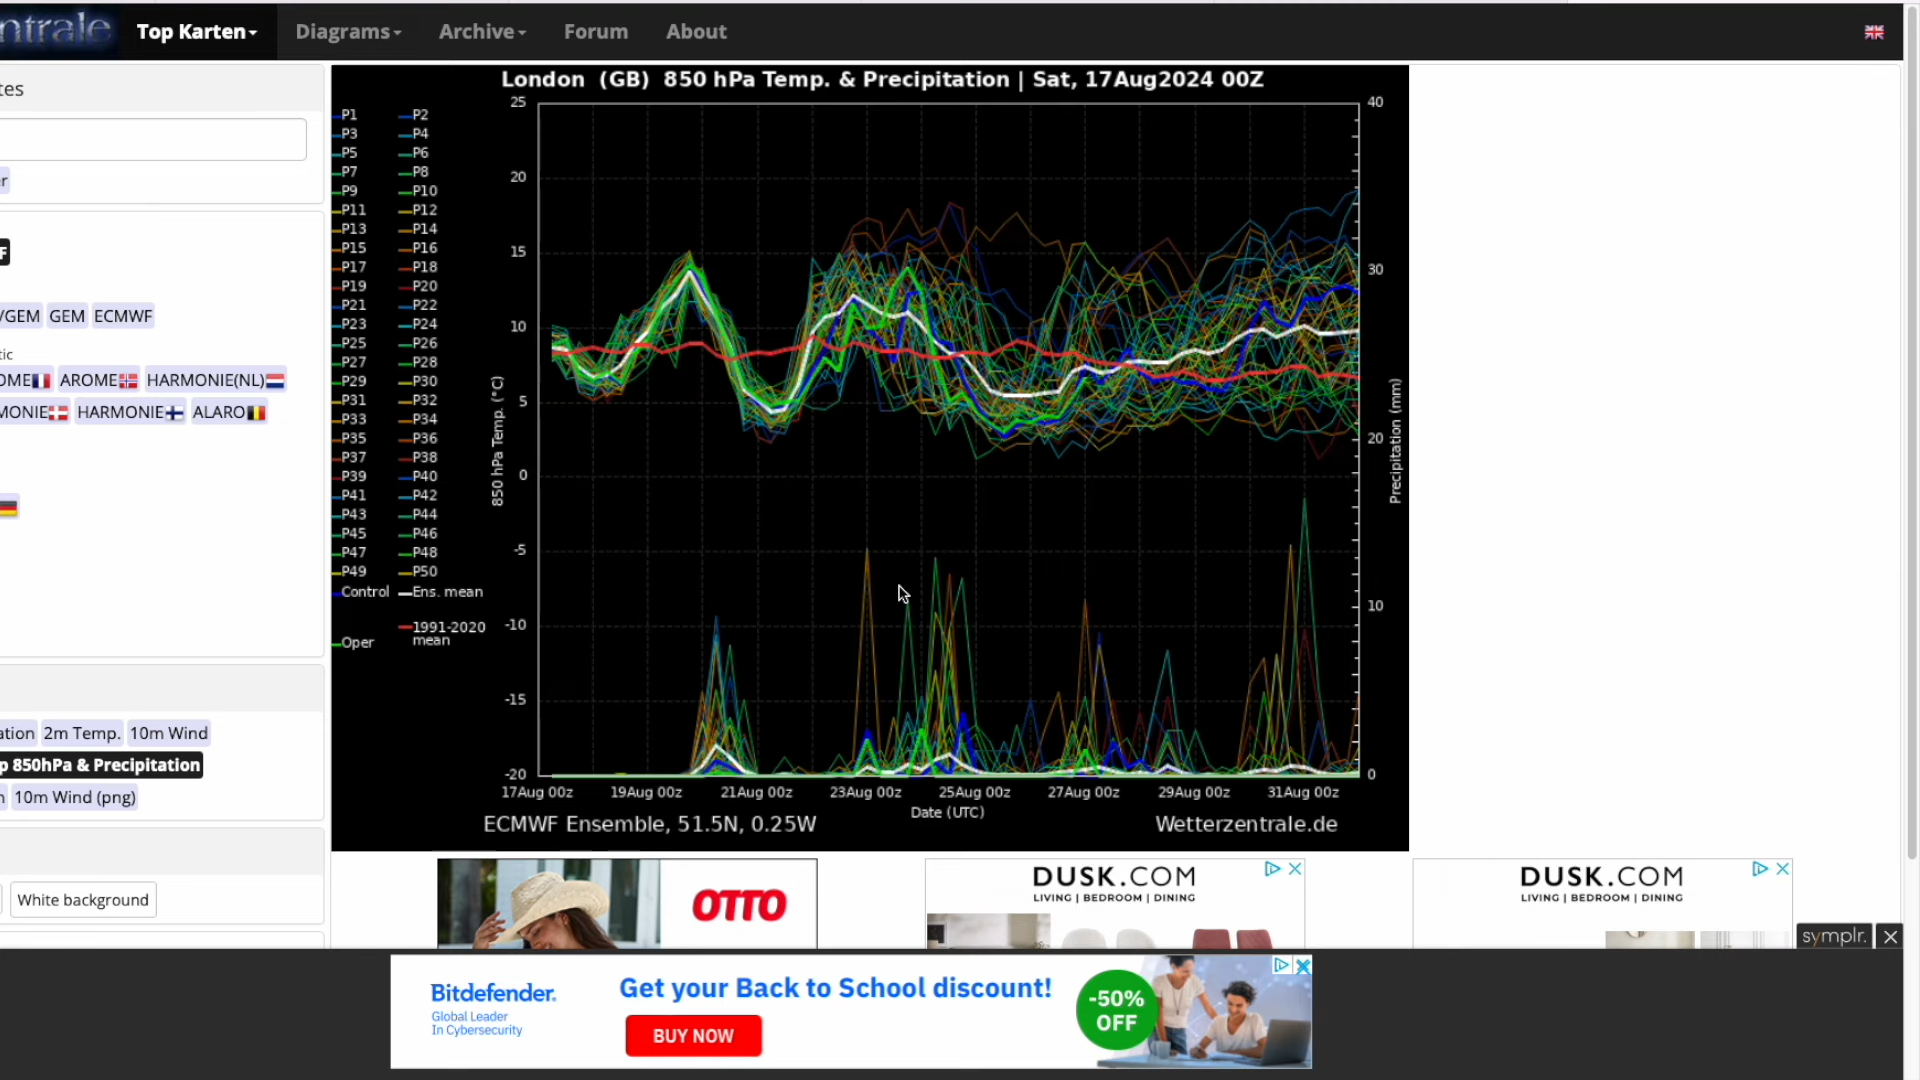 ntrale Top Karten Diagrams Archive Forum About
tes
er
F
/GEM GEM ECMWF
tic
OME AROME HARMONIE(NL)
MONIE HARMONIE ALARO
ation 2m Temp. 10m Wind
p 850hPa & Precipitation
n 10m Wind (png)
White background
London (GB) 850 hPa Temp. & Precipitation | Sat, 17Aug2024 00Z
P1 P2
P3 P4
P5 P6
P7 P8
P9 P10
P11 P12
P13 P14
P15 P16
P17 P18
P19 P20
P21 P22
P23 P24
P25 P26
P27 P28
P29 P30
P31 P32
P33 P34
P35 P36
P37 P38
P39 P40
P41 P42
P43 P44
P45 P46
P47 P48
P49 P50
Control Ens. mean
1991-2020
mean
Oper
850 hPa Temp. (°C)
25
20
15
10
5
0
-5
-10
-15
-20
40
30
20
10
0
Precipitation (mm)
17Aug 00z 19Aug 00z 21Aug 00z 23Aug 00z 25Aug 00z 27Aug 00z 29Aug 00z 31Aug 00z
Date (UTC)
ECMWF Ensemble, 51.5N, 0.25W Wetterzentrale.de
OTTO
DUSK.COM
LIVING | BEDROOM | DINING
DUSK.COM
LIVING | BEDROOM | DINING
symplr.
Bitdefender.
Global Leader
In Cybersecurity
Get your Back to School discount!
BUY NOW
-50%
OFF